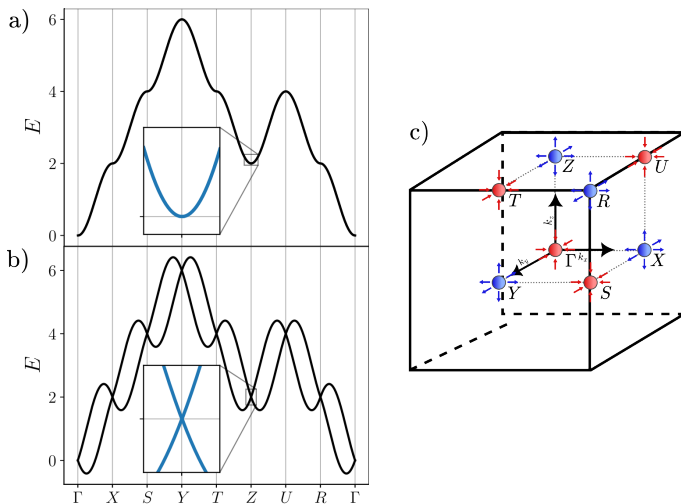 a)
6
4
2
0
E
b)
6
4
2
0
E
Γ X S Y T Z U R Γ
c)
Z U
T R
k_z
k_y Γ k_x X
Y S